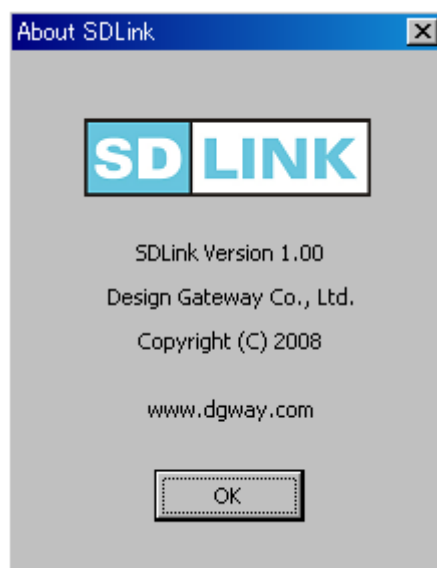 About SDLink
SD LINK
SDLink Version 1.00
Design Gateway Co., Ltd.
Copyright (C) 2008
www.dgway.com
OK